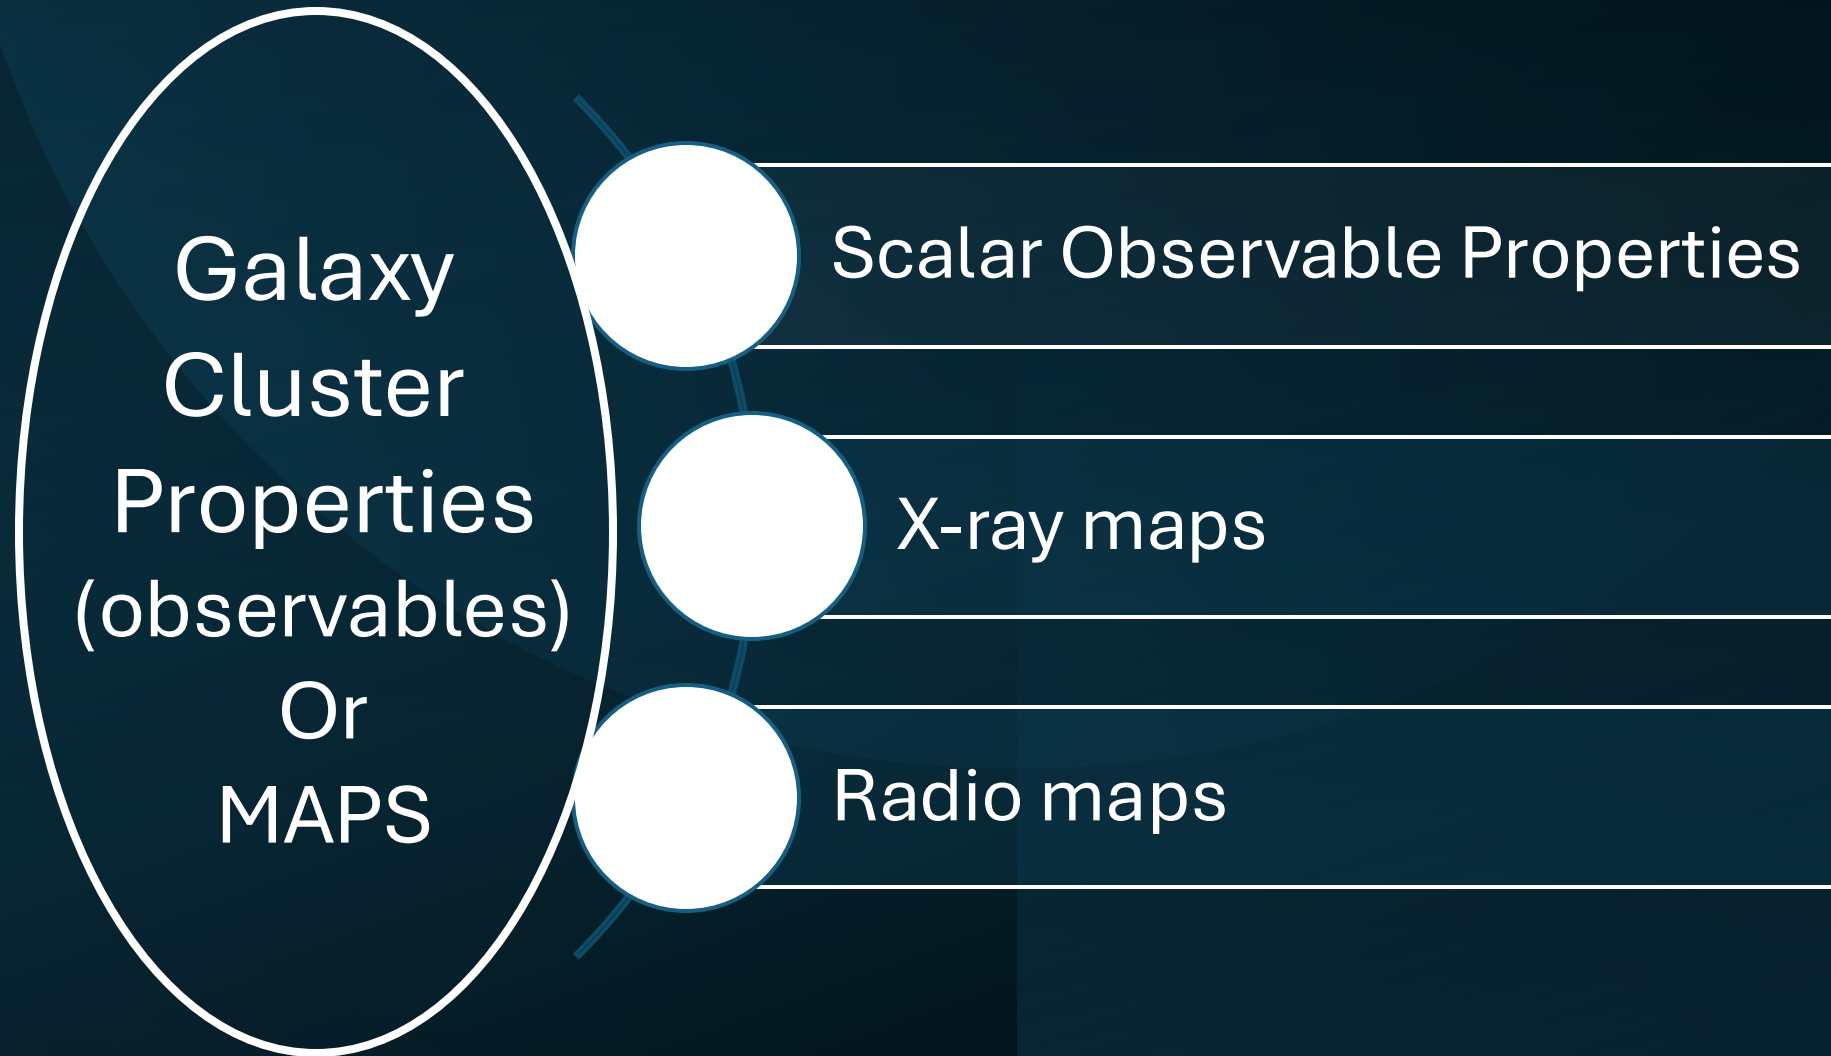 Galaxy
Cluster
Properties
(observables)
Or
MAPS
Scalar Observable Properties
X-ray maps
Radio maps